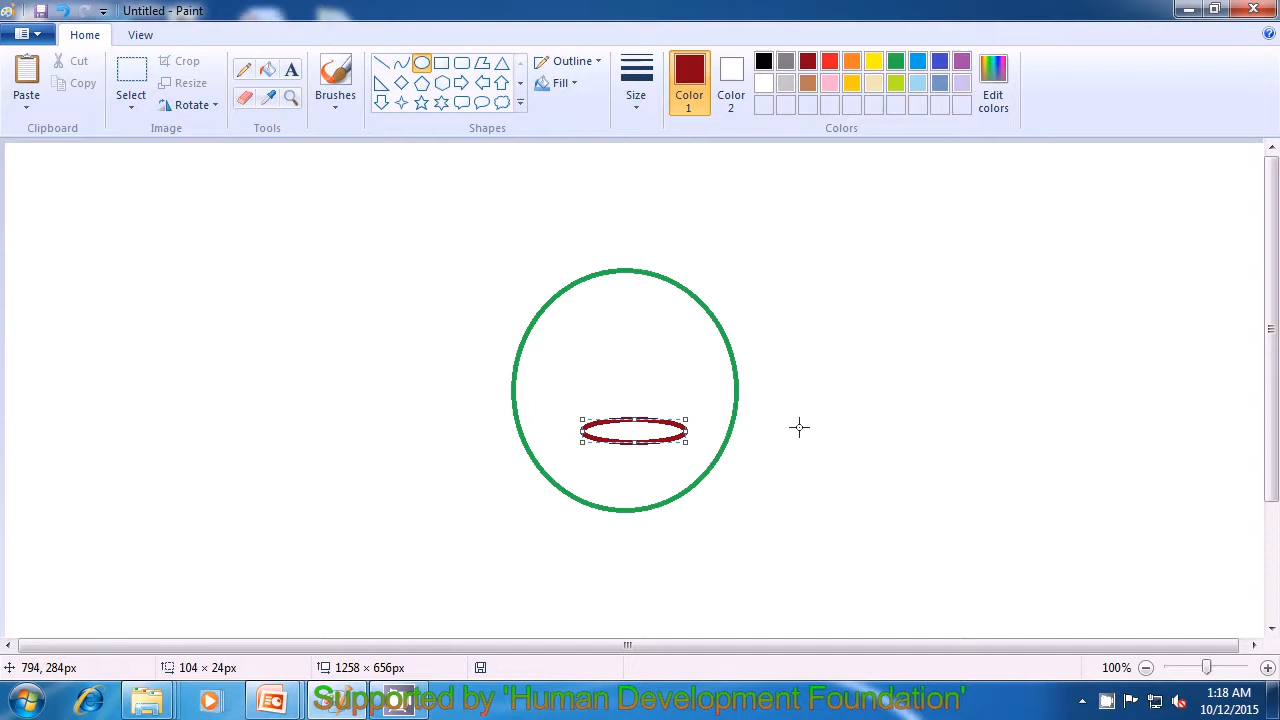 Untitled - Paint
Home View
Paste
Cut
Copy
Clipboard
Select
Crop
Resize
Rotate
Image
Tools
Brushes
Shapes
Outline
Fill
Size
Color
1
Color
2
Edit
colors
Colors
794, 284px 104 × 24px 1258 × 656px 100%
Supported by 'Human Development Foundation'
1:18 AM
10/12/2015